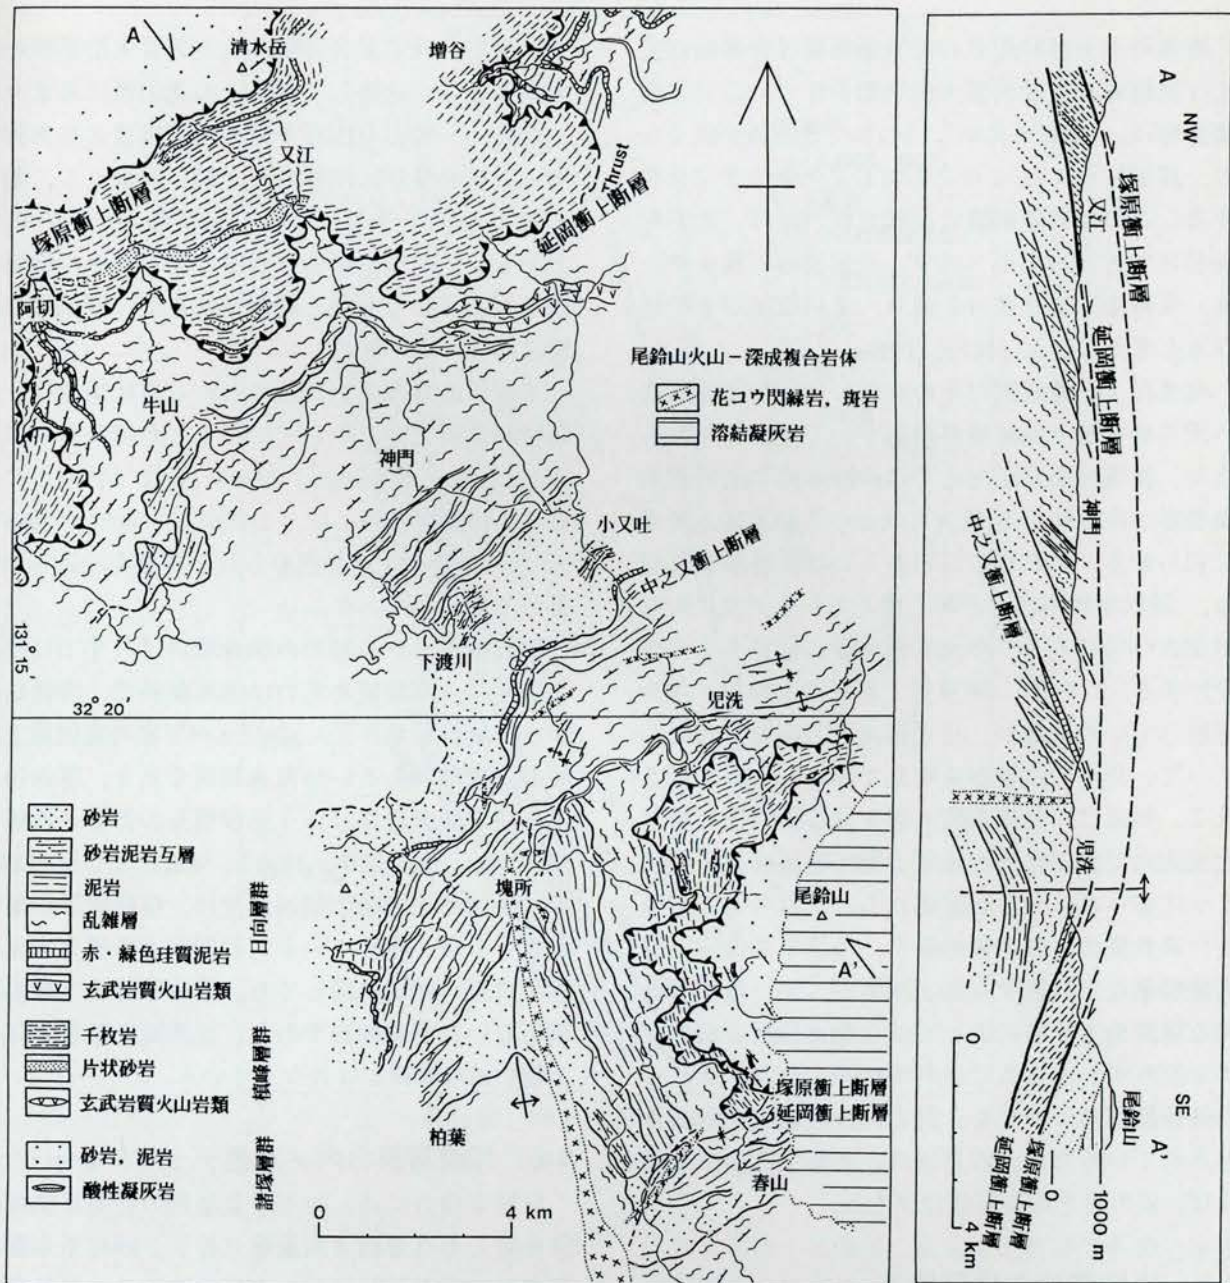 A
清水岳
増谷
又江
塚原衝上断層
Thrust
延岡衝上断層
阿切
牛山
神門
小又吐
中之又衝上断層
131° 15
下渡川
32° 20
児洗
尾鈴山火山－深成複合岩体
花コウ閃緑岩，斑岩
溶結凝灰岩
塊所
尾鈴山
A'
塚原衝上断層
延岡衝上断層
柏葉
春山
0 4 km
砂岩
砂岩泥岩互層
泥岩
乱雑層
赤・緑色珪質泥岩
玄武岩質火山岩類
日向層群
千枚岩
片状砂岩
玄武岩質火山岩類
砂岩，泥岩
酸性凝灰岩
諸塚層群
A
NW
塚原衝上断層
又江
延岡衝上断層
神門
中之又衝上断層
児洗
SE
A'
尾鈴山
塚原衝上断層
延岡衝上断層
0
1000 m
0
4 km